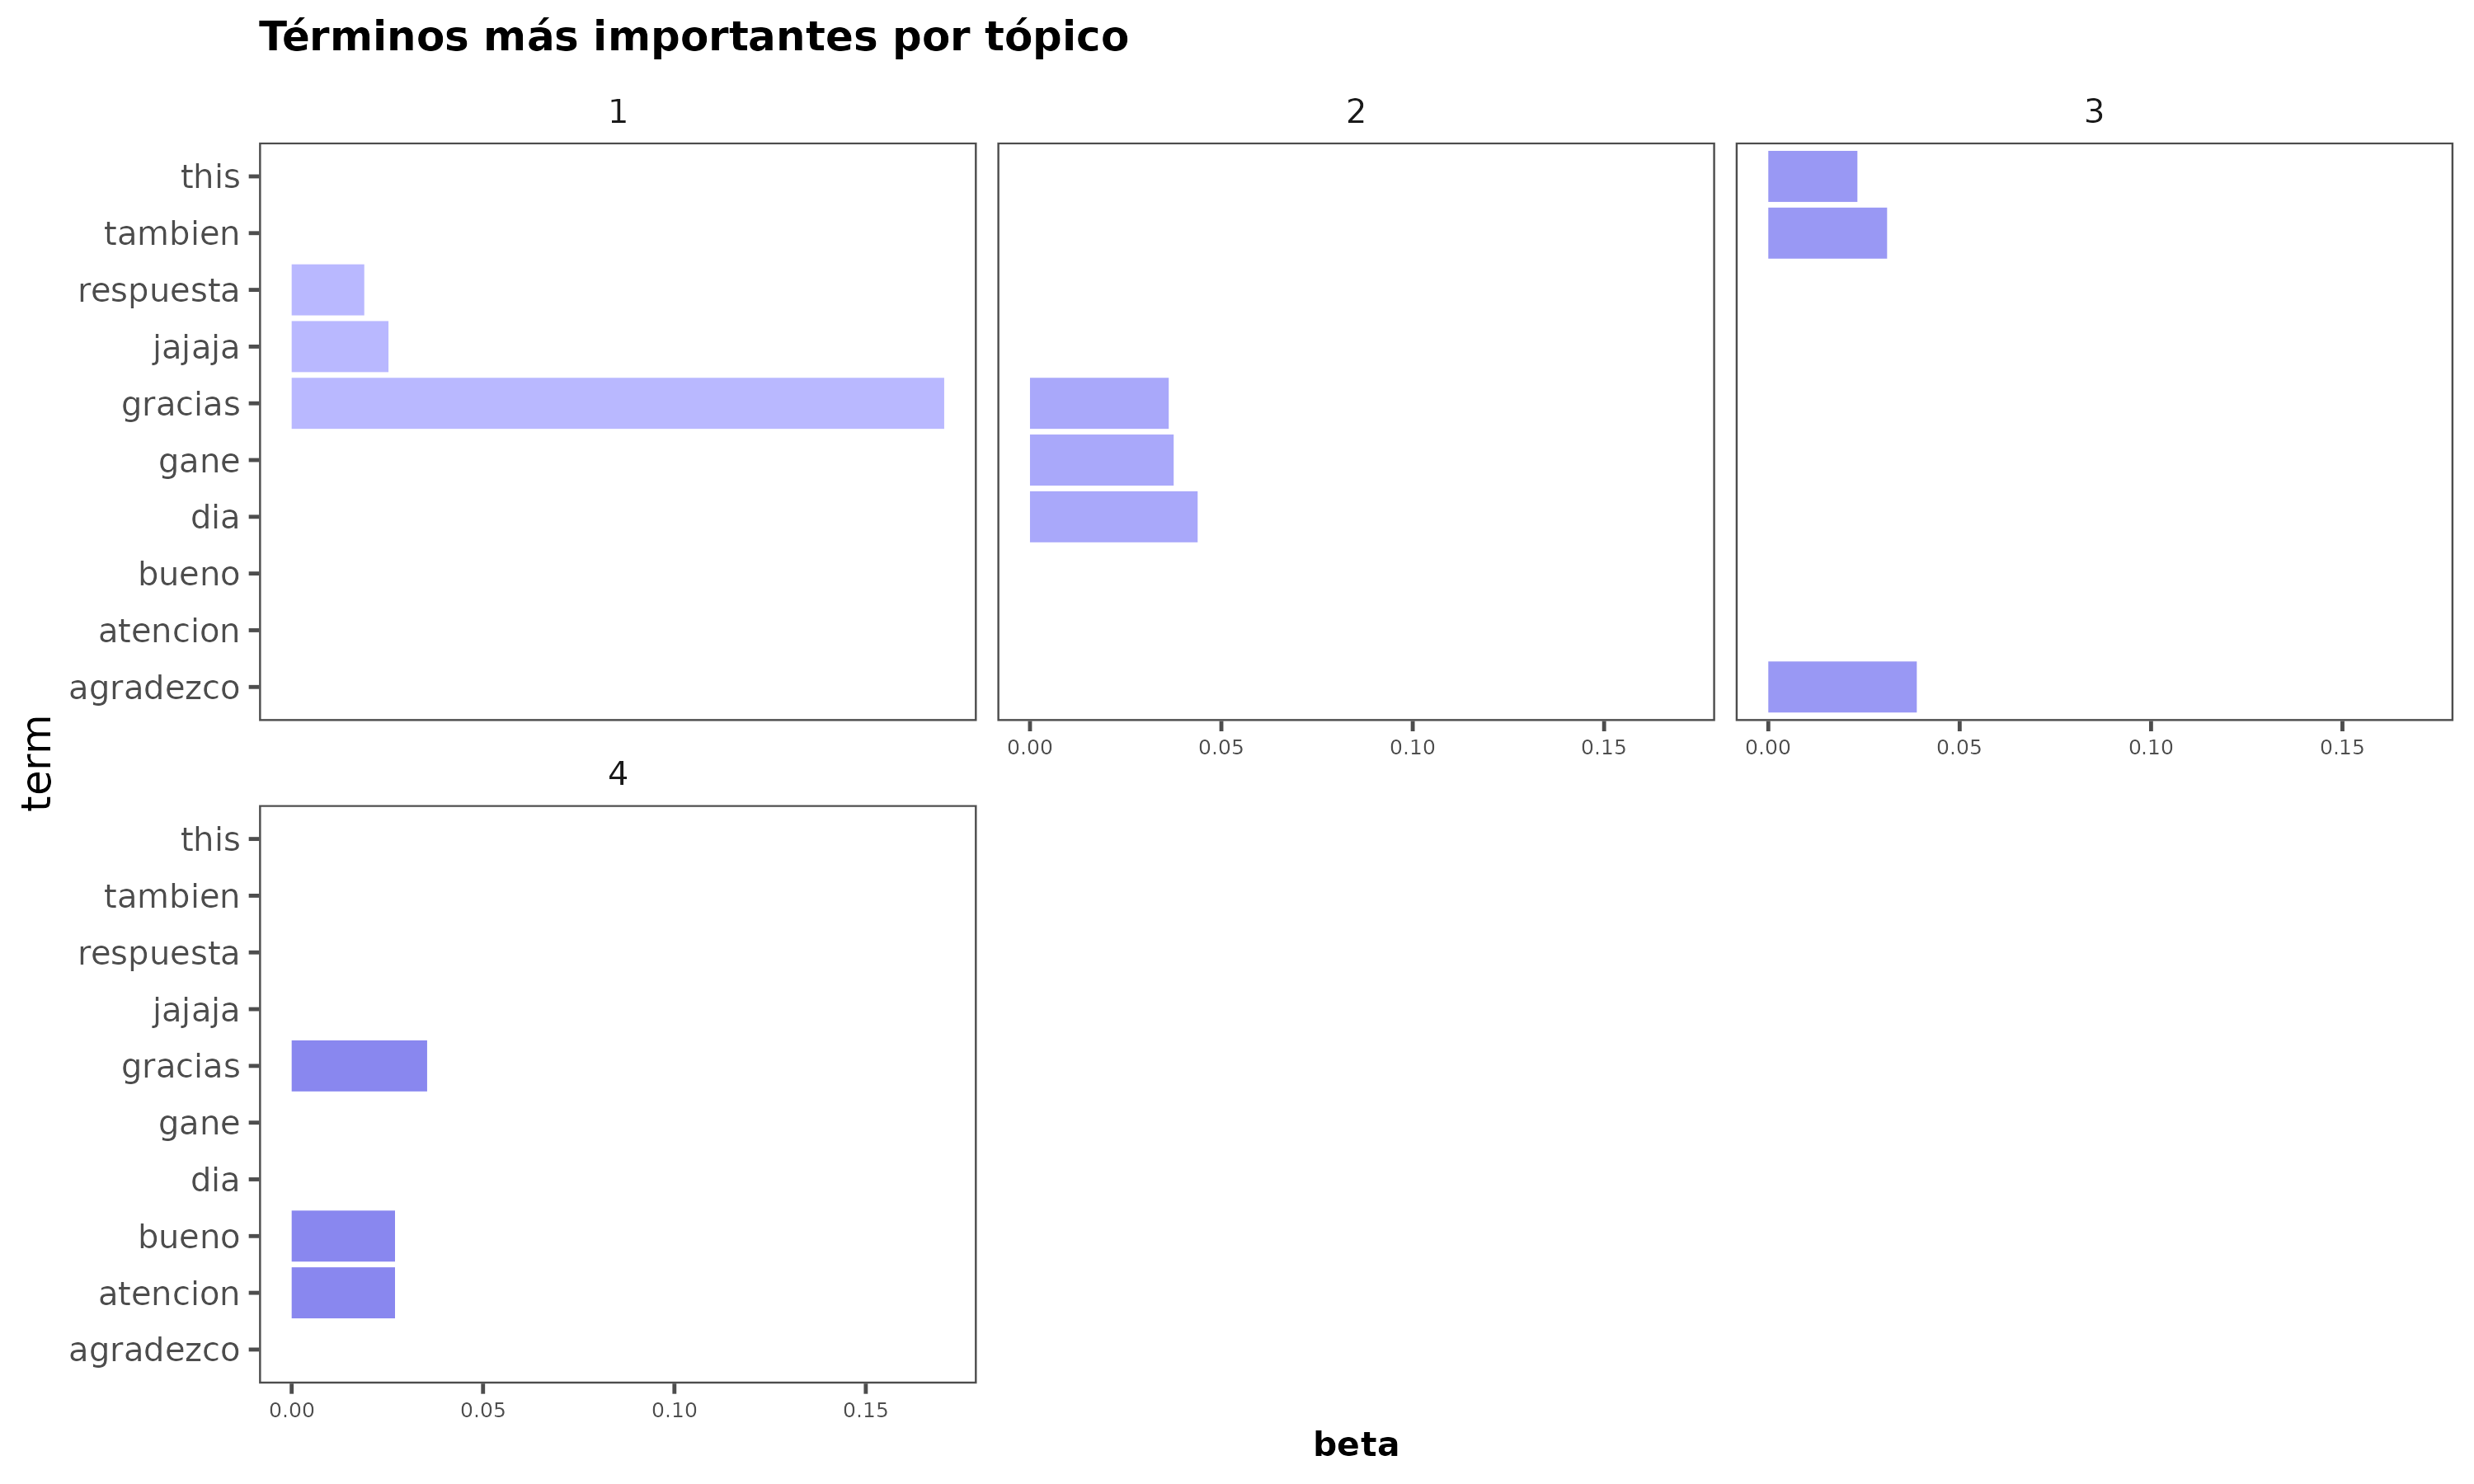 Términos más importantes por tópico
1
2
3
this
tambien
respuesta
jajaja
gracias
gane
dia
bueno
atencion
agradezco
0.00 0.05 0.10 0.15
0.00 0.05 0.10 0.15
term
4
this
tambien
respuesta
jajaja
gracias
gane
dia
bueno
atencion
agradezco
0.00 0.05 0.10 0.15
beta